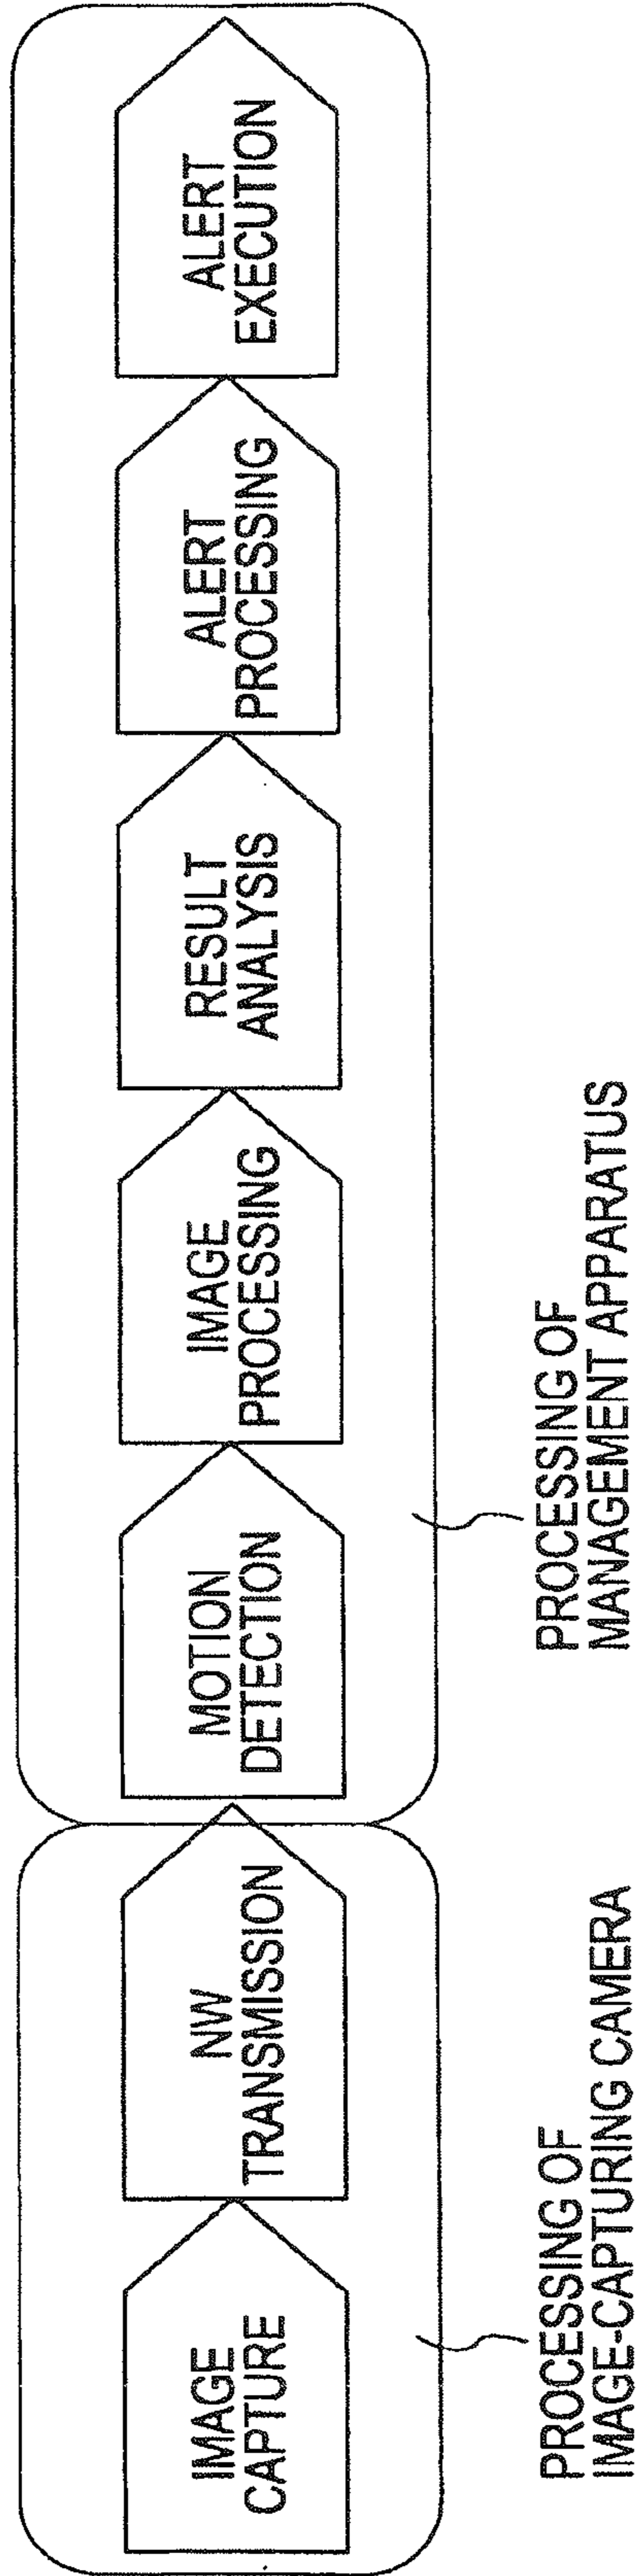 IMAGE
CAPTURE
NW
TRANSMISSION
MOTION
DETECTION
IMAGE
PROCESSING
RESULT
ANALYSIS
ALERT
PROCESSING
ALERT
EXECUTION
PROCESSING OF
IMAGE-CAPTURING CAMERA
PROCESSING OF
MANAGEMENT APPARATUS